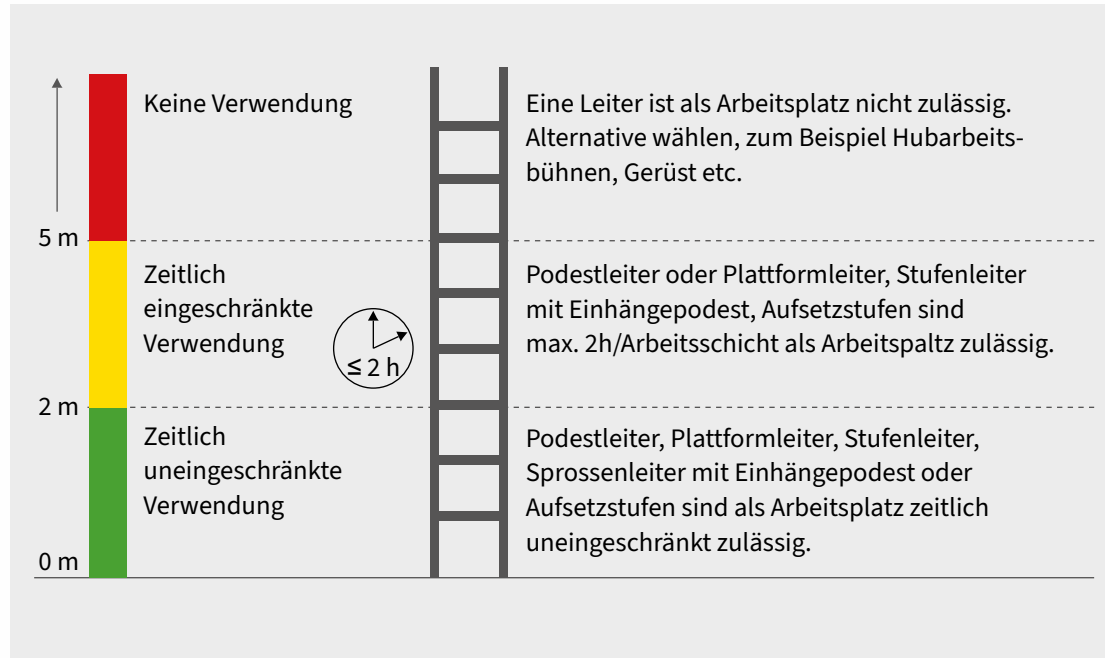 Keine Verwendung
Eine Leiter ist als Arbeitsplatz nicht zulässig.
Alternative wählen, zum Beispiel Hubarbeits-
bühnen, Gerüst etc.
5 m
Zeitlich
eingeschränkte
Verwendung
≤ 2 h
Podestleiter oder Plattformleiter, Stufenleiter
mit Einhängepodest, Aufsetzstufen sind
max. 2h/Arbeitsschicht als Arbeitspaltz zulässig.
2 m
Zeitlich
uneingeschränkte
Verwendung
Podestleiter, Plattformleiter, Stufenleiter,
Sprossenleiter mit Einhängepodest oder
Aufsetzstufen sind als Arbeitsplatz zeitlich
uneingeschränkt zulässig.
0 m